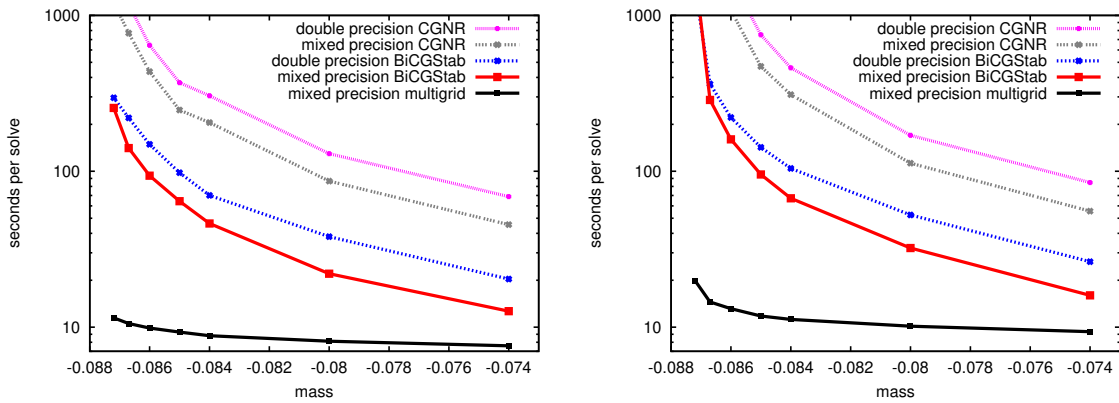 1000
100
10
seconds per solve
double precision CGNR
mixed precision CGNR
double precision BiCGStab
mixed precision BiCGStab
mixed precision multigrid
-0.088 -0.086 -0.084 -0.082 -0.08 -0.078 -0.076 -0.074
mass
1000
100
10
seconds per solve
double precision CGNR
mixed precision CGNR
double precision BiCGStab
mixed precision BiCGStab
mixed precision multigrid
-0.088 -0.086 -0.084 -0.082 -0.08 -0.078 -0.076 -0.074
mass